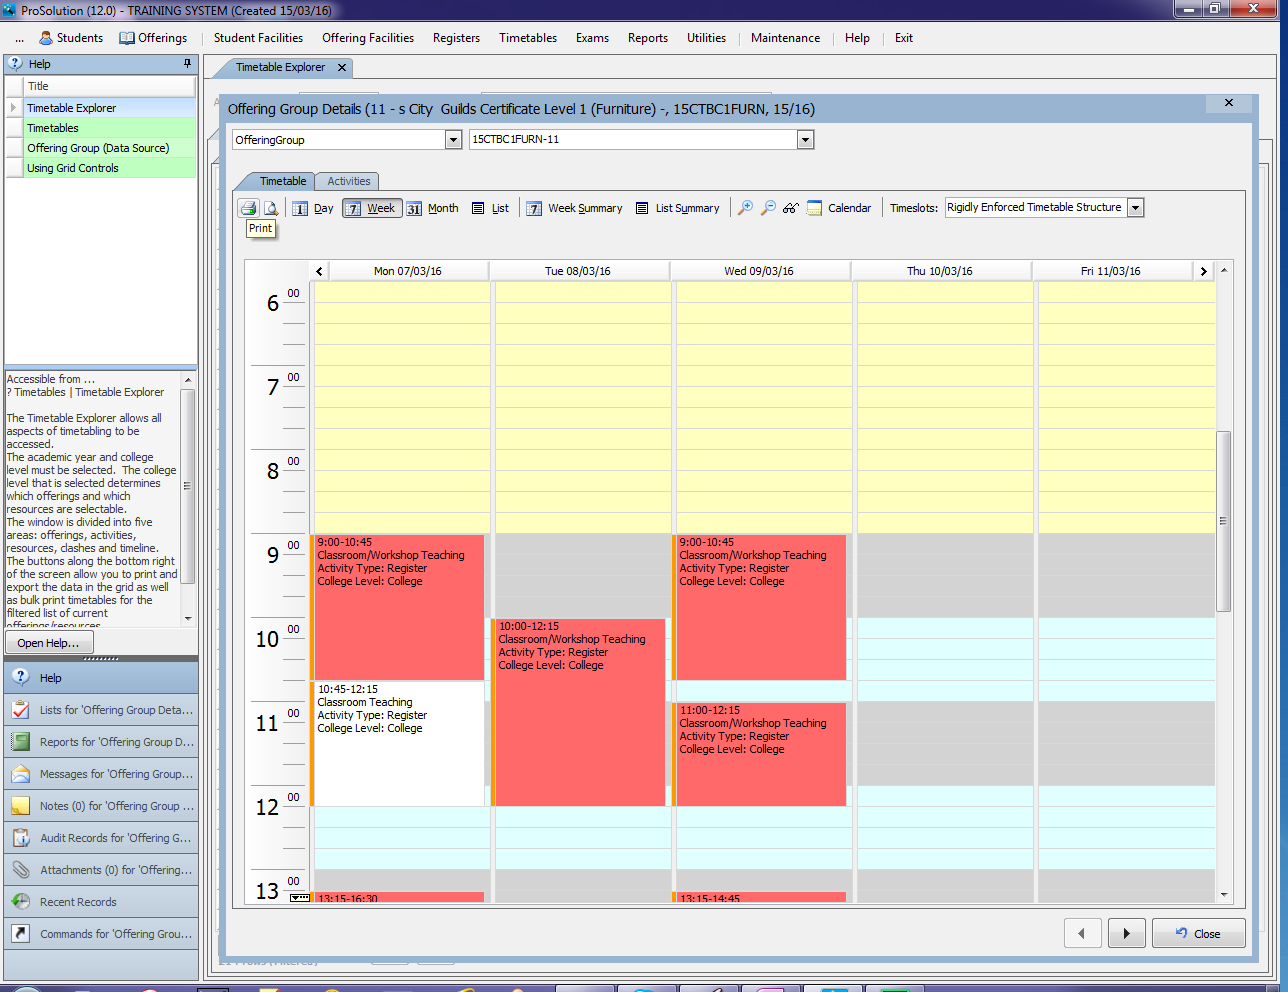 ProSolution (12.0) - TRAINING SYSTEM (Created 15/03/16)
... Students Offerings Student Facilities Offering Facilities Registers Timetables Exams Reports Utilities Maintenance Help Exit
Help
Title
Timetable Explorer
Timetables
Offering Group (Data Source)
Using Grid Controls
Accessible from ...
? Timetables | Timetable Explorer
The Timetable Explorer allows all
aspects of timetabling to be
accessed.
The academic year and college
level must be selected. The college
level that is selected determines
which offerings and which
resources are selectable.
The window is divided into five
areas: offerings, activities,
resources, clashes and timeline.
The buttons along the bottom right
of the screen allow you to print and
export the data in the grid as well
as bulk print timetables for the
filtered list of current
offerings/resources
Open Help...
Help
Lists for 'Offering Group Deta...
Reports for 'Offering Group D...
Messages for 'Offering Group...
Notes (0) for 'Offering Group ...
Audit Records for 'Offering G...
Attachments (0) for 'Offering...
Recent Records
Commands for 'Offering Grou...
Timetable Explorer
Offering Group Details (11 - s City Guilds Certificate Level 1 (Furniture) -, 15CTBC1FURN, 15/16)
OfferingGroup 15CTBC1FURN-11
Timetable Activities
1 Day 7 Week 31 Month List 7 Week Summary List Summary Calendar Timeslots: Rigidly Enforced Timetable Structure
Print
Mon 07/03/16 Tue 08/03/16 Wed 09/03/16 Thu 10/03/16 Fri 11/03/16
6 00
7 00
8 00
9 00
10 00
11 00
12 00
13 00
9:00-10:45
Classroom/Workshop Teaching
Activity Type: Register
College Level: College
10:45-12:15
Classroom Teaching
Activity Type: Register
College Level: College
13:15-16:30
10:00-12:15
Classroom/Workshop Teaching
Activity Type: Register
College Level: College
9:00-10:45
Classroom/Workshop Teaching
Activity Type: Register
College Level: College
11:00-12:15
Classroom/Workshop Teaching
Activity Type: Register
College Level: College
13:15-14:45
Close